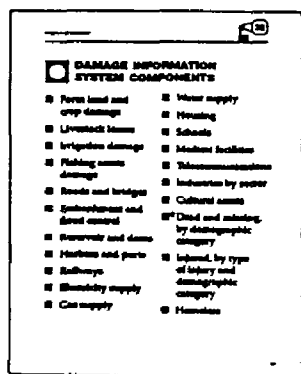 DAMAGE INFORMATION
SYSTEM COMPONENTS
Farm land and
crop damage
Livestock losses
Irrigation damage
Fishing assets
damage
Roads and bridges
Embankment and
flood control
Reservoir and dams
Harbors and ports
Railways
Electricity supply
Gas supply
Water supply
Housing
Schools
Medical facilities
Telecommunications
Industries by sector
Cultural assets
Dead and missing,
by demographic
category
Injured, by type
of injury and
demographic
category
Homeless